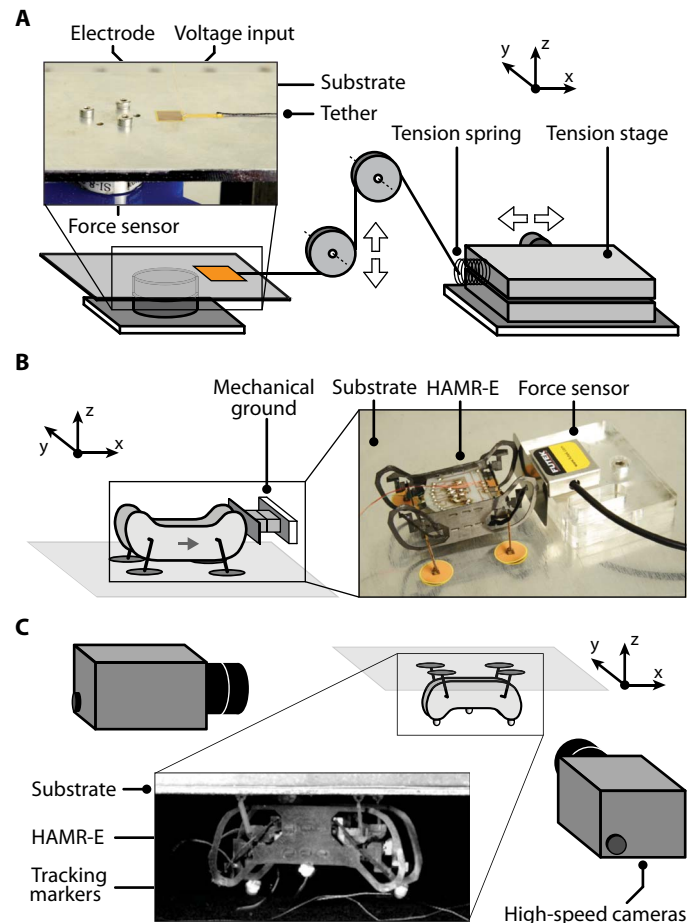 A
Electrode
Voltage input
Substrate
Tether
Force sensor
Tension spring
Tension stage
z
y
x
B
Mechanical
ground
Substrate
HAMR-E
Force sensor
z
y
x
FUTEK
C
z
y
x
Substrate
HAMR-E
Tracking
markers
High-speed cameras